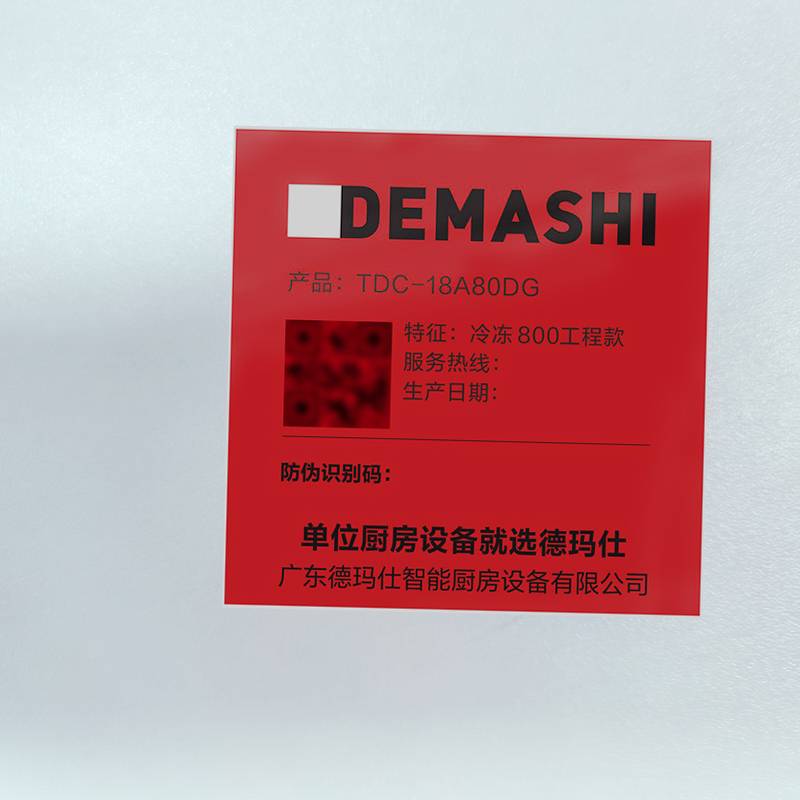 DEMASHI
产品：TDC-18A80DG
特征：冷冻800工程款
服务热线：
生产日期：
防伪识别码：
单位厨房设备就选德玛仕
广东德玛仕智能厨房设备有限公司